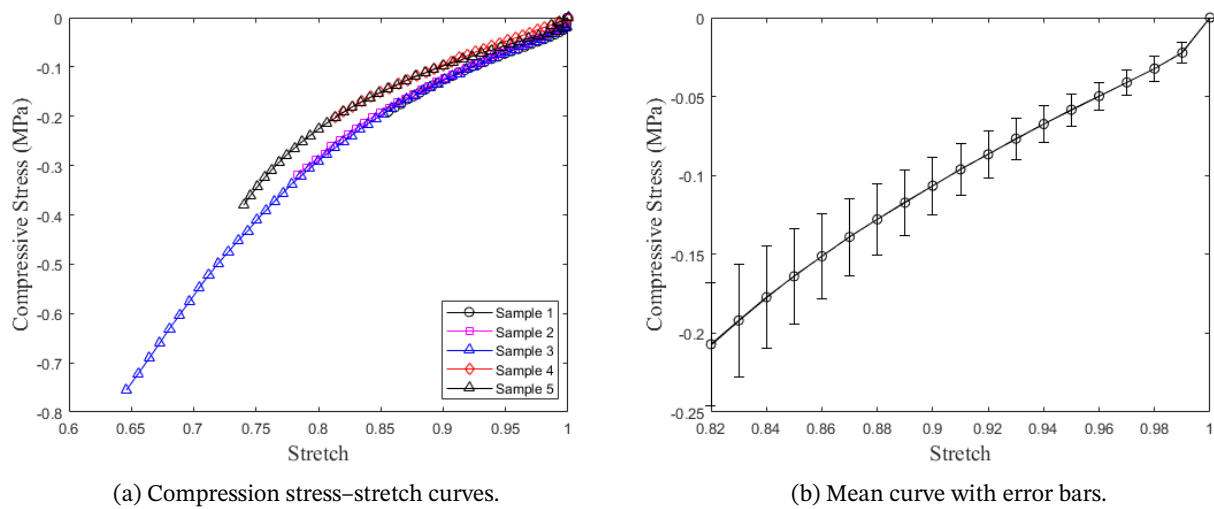 0
-0.1
-0.2
-0.3
-0.4
-0.5
-0.6
-0.7
-0.8
Compressive Stress (MPa)
0.6 0.65 0.7 0.75 0.8 0.85 0.9 0.95 1
Stretch
Sample 1
Sample 2
Sample 3
Sample 4
Sample 5
(a) Compression stress–stretch curves.
0
-0.05
-0.1
-0.15
-0.2
-0.25
Compressive Stress (MPa)
0.82 0.84 0.86 0.88 0.9 0.92 0.94 0.96 0.98 1
Stretch
(b) Mean curve with error bars.